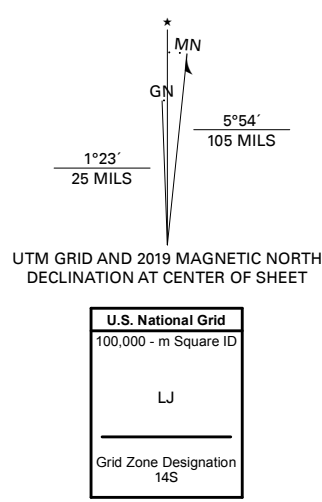 ★
MN
GN
5°54´
105 MILS
1°23´
25 MILS
UTM GRID AND 2019 MAGNETIC NORTH
DECLINATION AT CENTER OF SHEET
U.S. National Grid
100,000 - m Square ID
LJ
Grid Zone Designation
14S